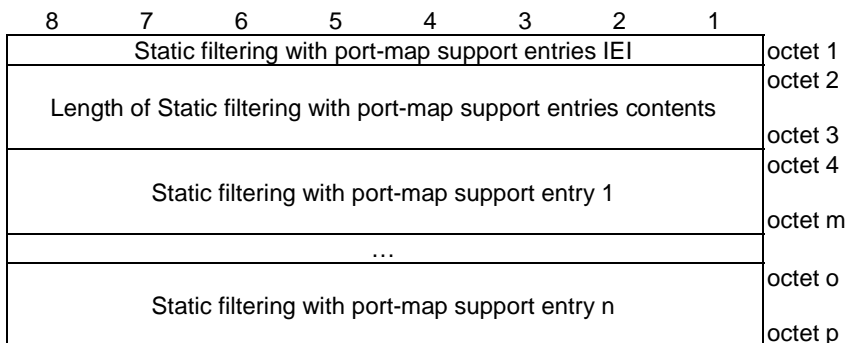 8 7 6 5 4 3 2 1
Static filtering with port-map support entries IEI octet 1
octet 2
Length of Static filtering with port-map support entries contents
octet 3
octet 4
Static filtering with port-map support entry 1
octet m
…
octet o
Static filtering with port-map support entry n
octet p